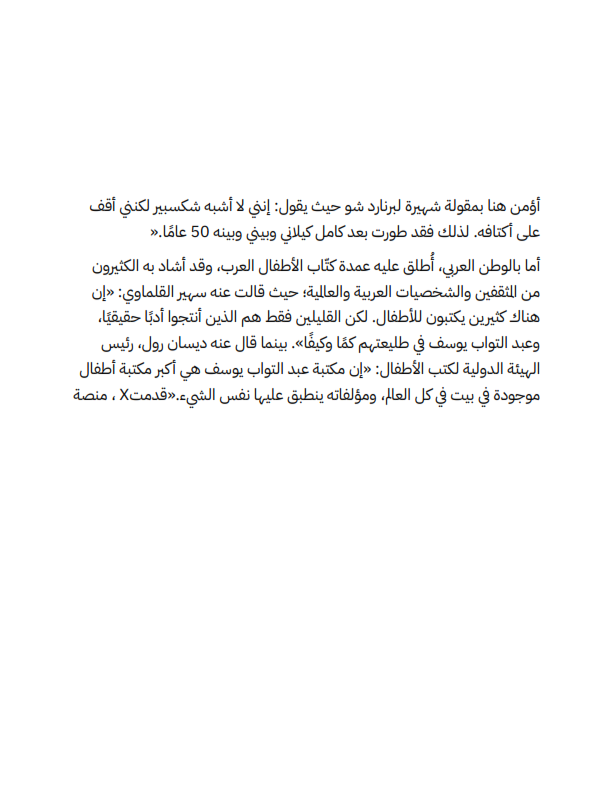 أؤمن هنا بمقولة شهيرة لبرنارد شو حيث يقول: إنني لا أشبه شكسبير لكنني أقف
على أكتافه. لذلك فقد طورت بعد كامل كيلاني وبيني وبينه 50 عامًا.«
أما بالوطن العربي، أُطلق عليه عمدة كتّاب الأطفال العرب، وقد أشاد به الكثيرون
من المثقفين والشخصيات العربية والعالمية؛ حيث قالت عنه سهير القلماوي: «إن
هناك كثيرين يكتبون للأطفال. لكن القليلين فقط هم الذين أنتجوا أدبًا حقيقيًا،
وعبد التواب يوسف في طليعتهم كمًا وكيفًا». بينما قال عنه ديسان رول، رئيس
الهيئة الدولية لكتب الأطفال: «إن مكتبة عبد التواب يوسف هي أكبر مكتبة أطفال
موجودة في بيت في كل العالم، ومؤلفاته ينطبق عليها نفس الشيء.«قدمتX ، منصة